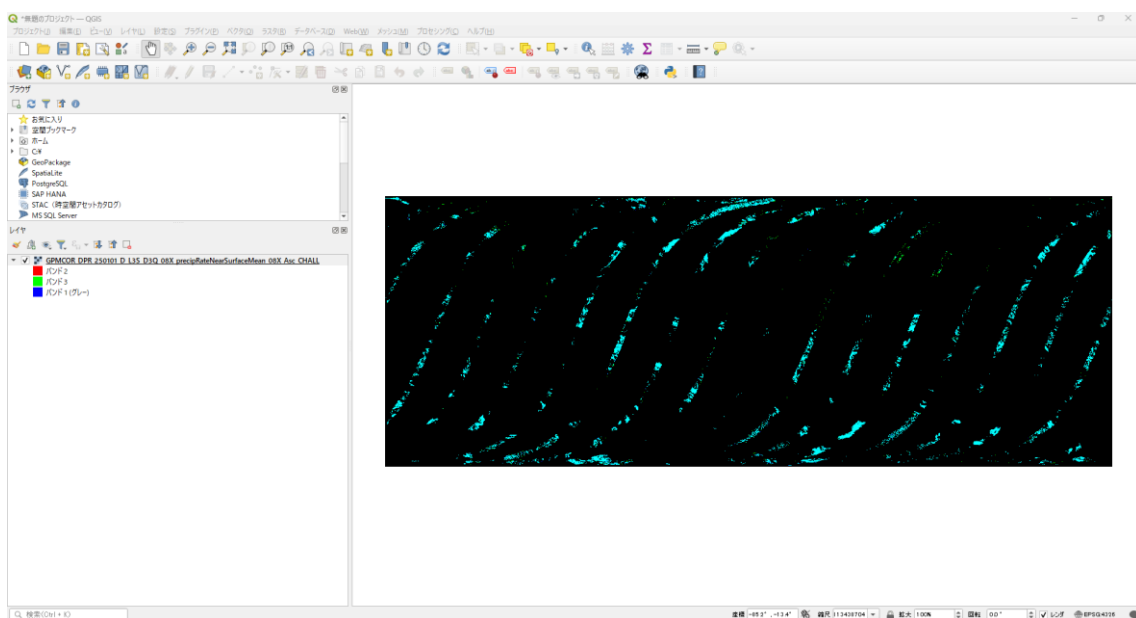 *無題のプロジェクト — QGIS
プロジェクト(J) 編集(E) ビュー(V) レイヤ(L) 設定(S) プラグイン(P) ベクタ(O) ラスタ(R) データベース(D) Web(W) メッシュ(M) プロセシング(C) ヘルプ(H)
ブラウザ
お気に入り
空間ブックマーク
ホーム
C:¥
GeoPackage
SpatiaLite
PostgreSQL
SAP HANA
STAC（時空間アセットカタログ）
MS SQL Server
レイヤ
GPMCOR_DPR_250101_D_L3S_D3Q_08X_precipRateNearSurfaceMean_08X_Asc_CHALL
バンド2
バンド3
バンド1 (グレー)
検索(Ctrl + K)
座標 -85.2°,-13.4° 縮尺 拡大 100% 回転 0.0° レンダ EPSG:4326